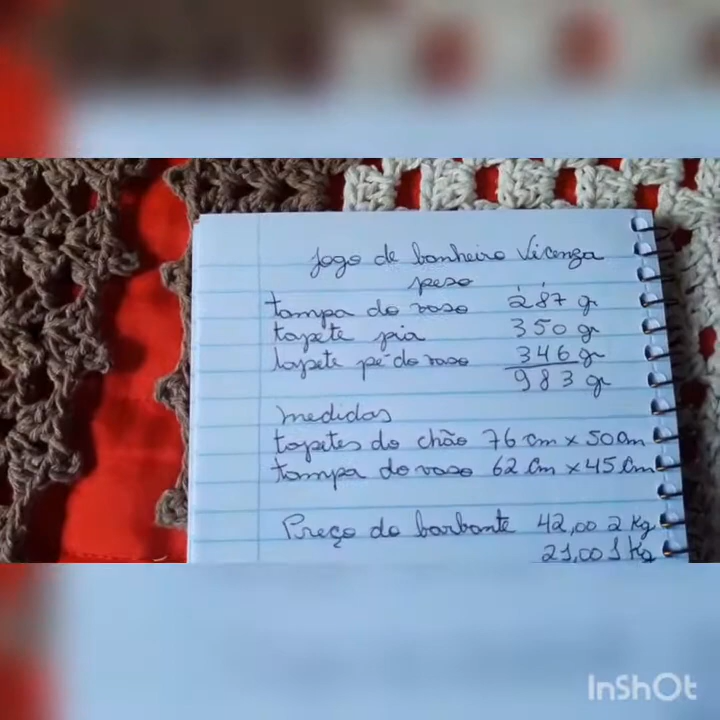 Jogo de banheiro Vicenza
peso
tampa do vaso 287 gr
tapete pia 350 gr
tapete pé do vaso 346 gr
983 gr
medidas
tapetes do chão 76 cm x 50 cm
tampa do vaso 62 cm x 45 cm
Preço do barbante 42,00 2 Kg
21,00 1 Kg
InShOt